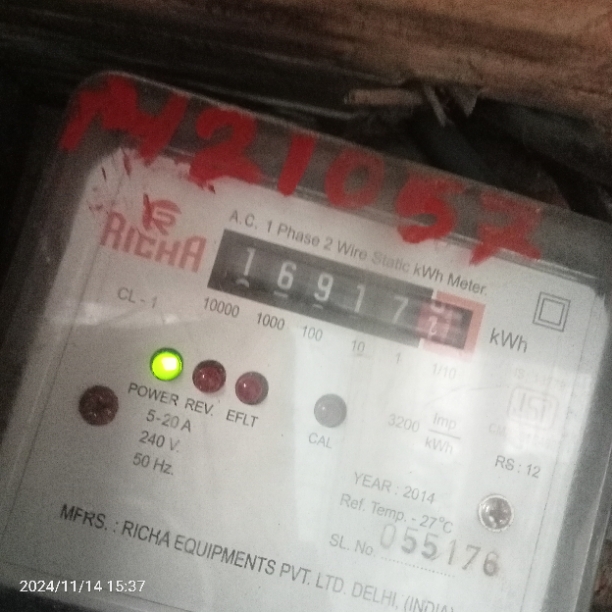 M21057
RICHA
A.C. 1 Phase 2 Wire Static kWh Meter.
16917
kWh
CL - 1
10000 1000 100 10 1 1/10
POWER REV. EFLT
5-20 A
240 V.
50 Hz.
CAL
3200 Imp/kWh
RS : 12
YEAR : 2014
Ref. Temp. - 27°C
SL. No. 055176
MFRS. : RICHA EQUIPMENTS PVT. LTD. DELHI, (INDIA)
2024/11/14 15:37